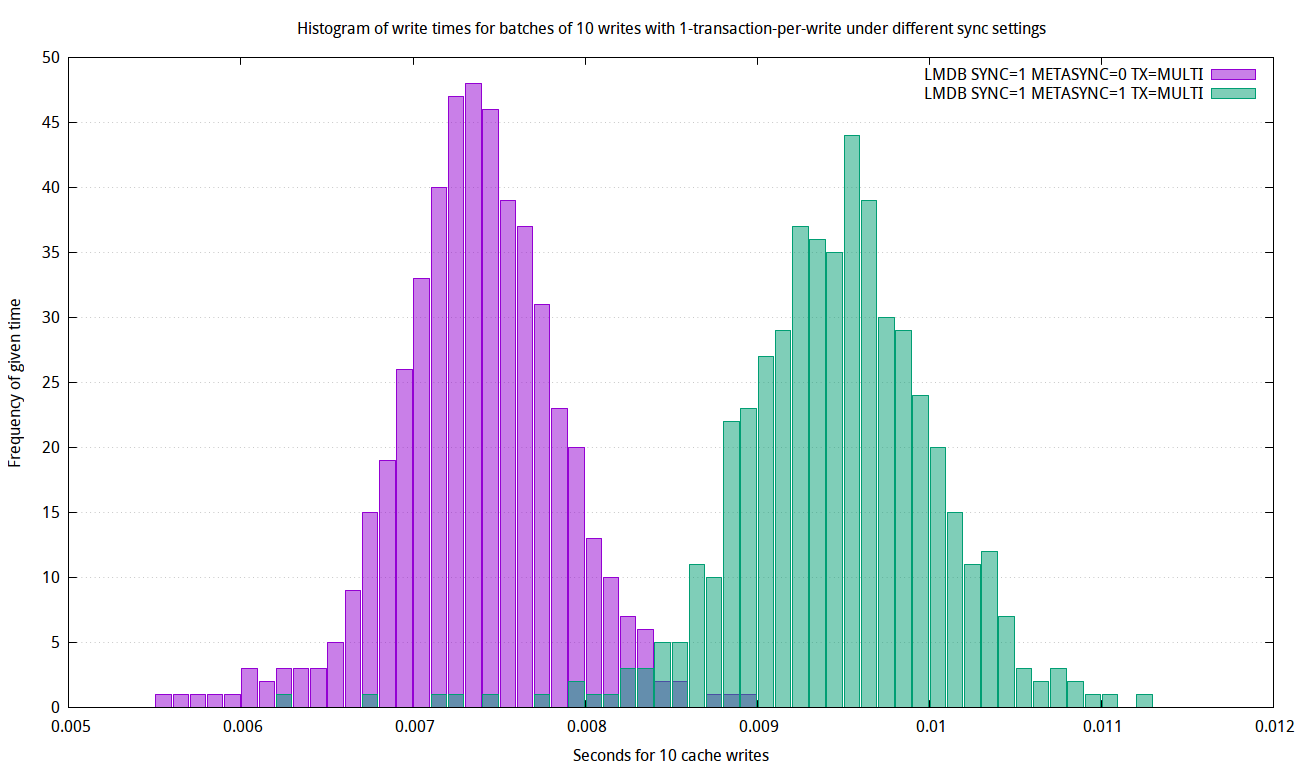 Histogram of write times for batches of 10 writes with 1-transaction-per-write under different sync settings
LMDB SYNC=1 METASYNC=0 TX=MULTI
LMDB SYNC=1 METASYNC=1 TX=MULTI
Frequency of given time
50
45
40
35
30
25
20
15
10
5
0
0.005 0.006 0.007 0.008 0.009 0.01 0.011 0.012
Seconds for 10 cache writes